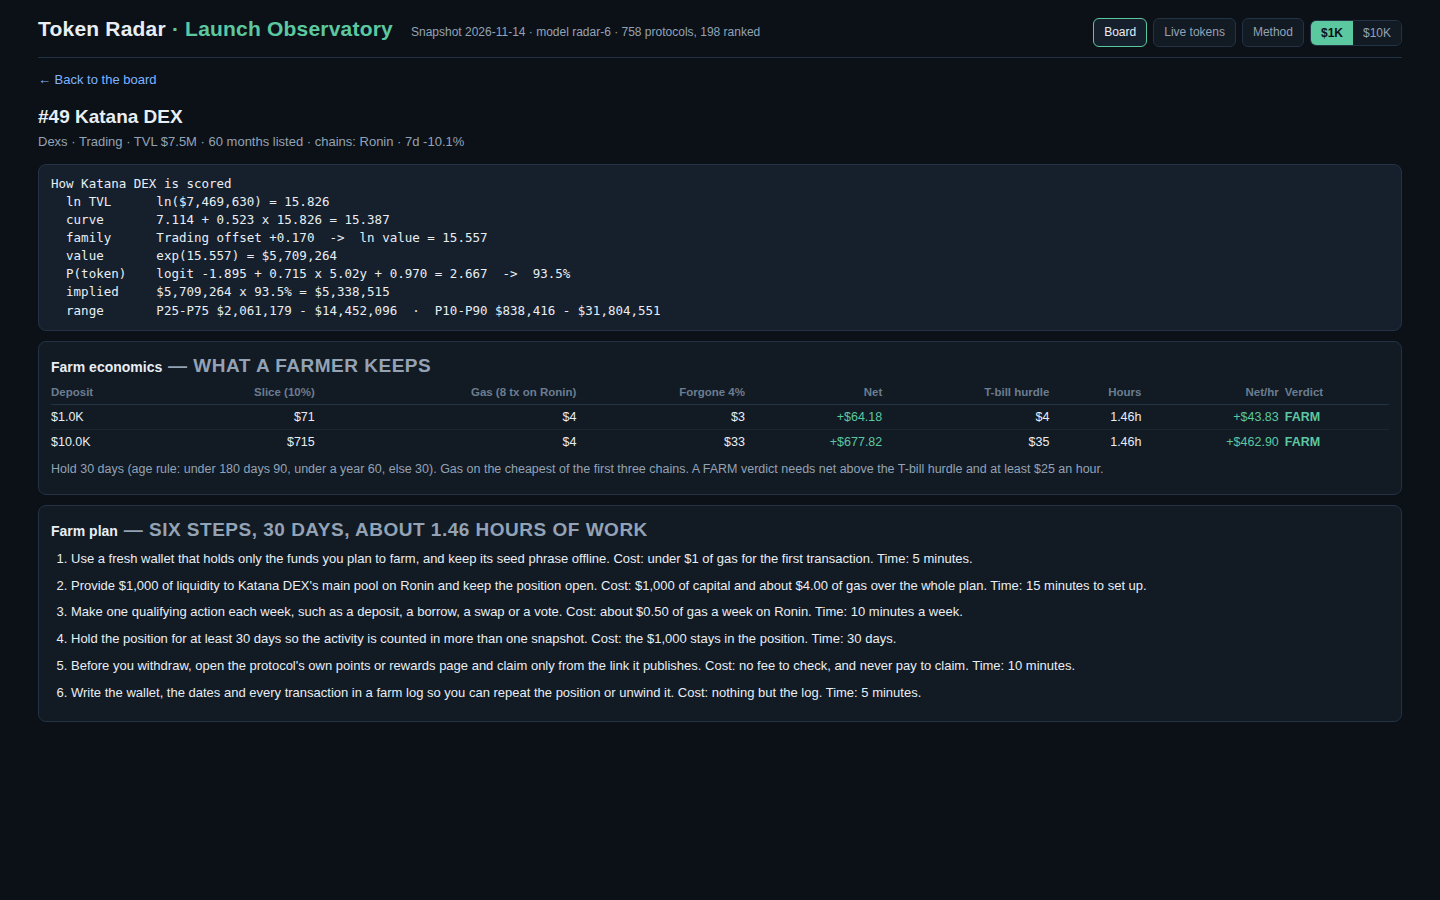 Token Radar · Launch Observatory Snapshot 2026-11-14 · model radar-6 · 758 protocols, 198 ranked Board Live tokens Method $1K $10K
← Back to the board
#49 Katana DEX
Dexs · Trading · TVL $7.5M · 60 months listed · chains: Ronin · 7d -10.1%
How Katana DEX is scored
ln TVL ln($7,469,630) = 15.826
curve 7.114 + 0.523 x 15.826 = 15.387
family Trading offset +0.170 -> ln value = 15.557
value exp(15.557) = $5,709,264
P(token) logit -1.895 + 0.715 x 5.02y + 0.970 = 2.667 -> 93.5%
implied $5,709,264 x 93.5% = $5,338,515
range P25-P75 $2,061,179 - $14,452,096 · P10-P90 $838,416 - $31,804,551
Farm economics — WHAT A FARMER KEEPS
Deposit Slice (10%) Gas (8 tx on Ronin) Forgone 4% Net T-bill hurdle Hours Net/hr Verdict
$1.0K $71 $4 $3 +$64.18 $4 1.46h +$43.83 FARM
$10.0K $715 $4 $33 +$677.82 $35 1.46h +$462.90 FARM
Hold 30 days (age rule: under 180 days 90, under a year 60, else 30). Gas on the cheapest of the first three chains. A FARM verdict needs net above the T-bill hurdle and at least $25 an hour.
Farm plan — SIX STEPS, 30 DAYS, ABOUT 1.46 HOURS OF WORK
1. Use a fresh wallet that holds only the funds you plan to farm, and keep its seed phrase offline. Cost: under $1 of gas for the first transaction. Time: 5 minutes.
2. Provide $1,000 of liquidity to Katana DEX's main pool on Ronin and keep the position open. Cost: $1,000 of capital and about $4.00 of gas over the whole plan. Time: 15 minutes to set up.
3. Make one qualifying action each week, such as a deposit, a borrow, a swap or a vote. Cost: about $0.50 of gas a week on Ronin. Time: 10 minutes a week.
4. Hold the position for at least 30 days so the activity is counted in more than one snapshot. Cost: the $1,000 stays in the position. Time: 30 days.
5. Before you withdraw, open the protocol's own points or rewards page and claim only from the link it publishes. Cost: no fee to check, and never pay to claim. Time: 10 minutes.
6. Write the wallet, the dates and every transaction in a farm log so you can repeat the position or unwind it. Cost: nothing but the log. Time: 5 minutes.